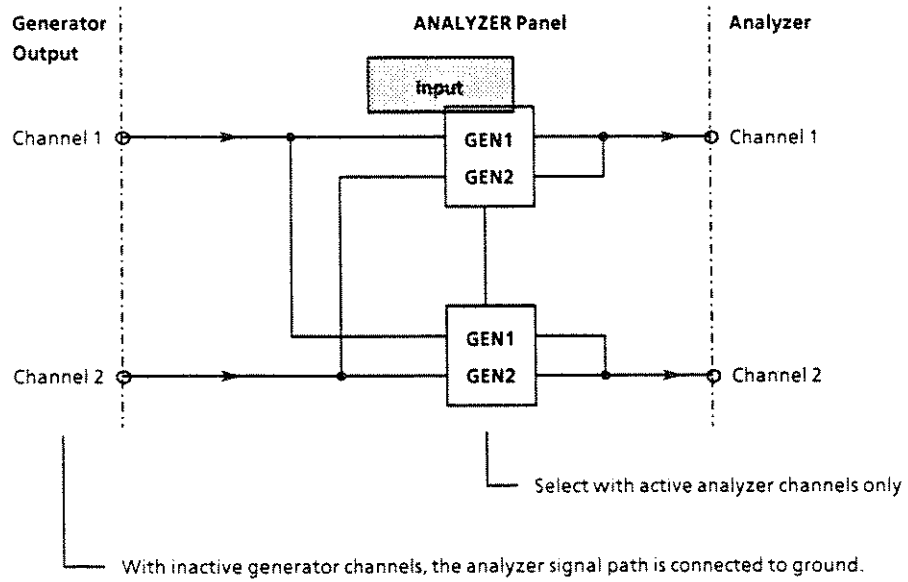 Generator
Output
ANALYZER Panel
Analyzer
Input
Channel 1
GEN1
GEN2
Channel 1
GEN1
GEN2
Channel 2
Channel 2
Select with active analyzer channels only
With inactive generator channels, the analyzer signal path is connected to ground.